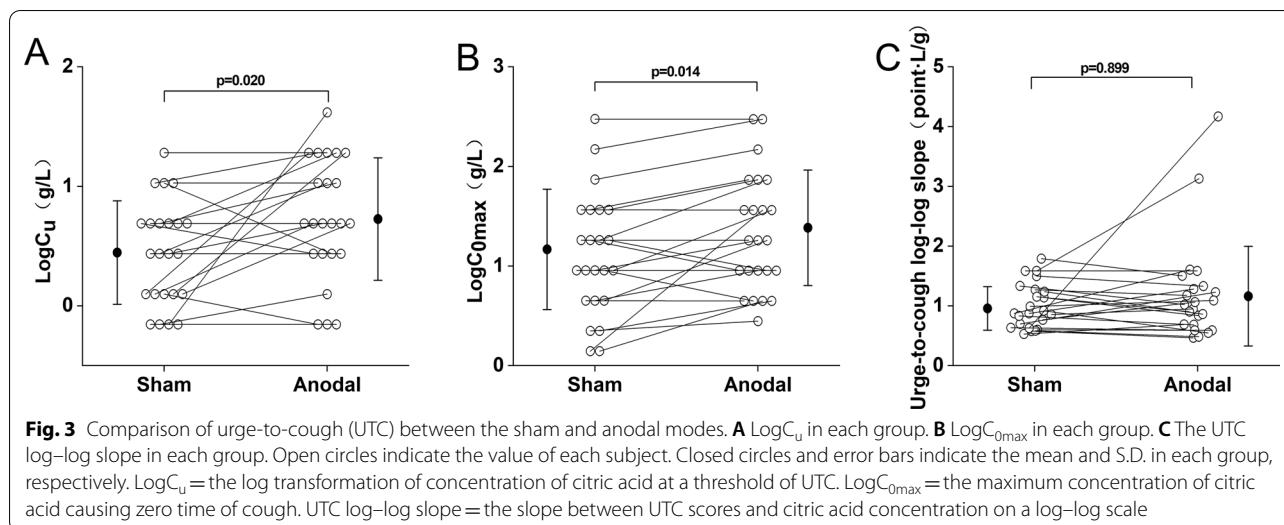 A
LogCu (g/L)
2
1
0
p=0.020
Sham
Anodal
B
LogC0max (g/L)
3
2
1
0
p=0.014
Sham
Anodal
C
Urge-to-cough log-log slope (point·L/g)
5
4
3
2
1
0
p=0.899
Sham
Anodal
Fig. 3 Comparison of urge-to-cough (UTC) between the sham and anodal modes. A LogCu in each group. B LogC0max in each group. C The UTC
log–log slope in each group. Open circles indicate the value of each subject. Closed circles and error bars indicate the mean and S.D. in each group,
respectively. LogCu = the log transformation of concentration of citric acid at a threshold of UTC. LogC0max = the maximum concentration of citric
acid causing zero time of cough. UTC log–log slope = the slope between UTC scores and citric acid concentration on a log–log scale